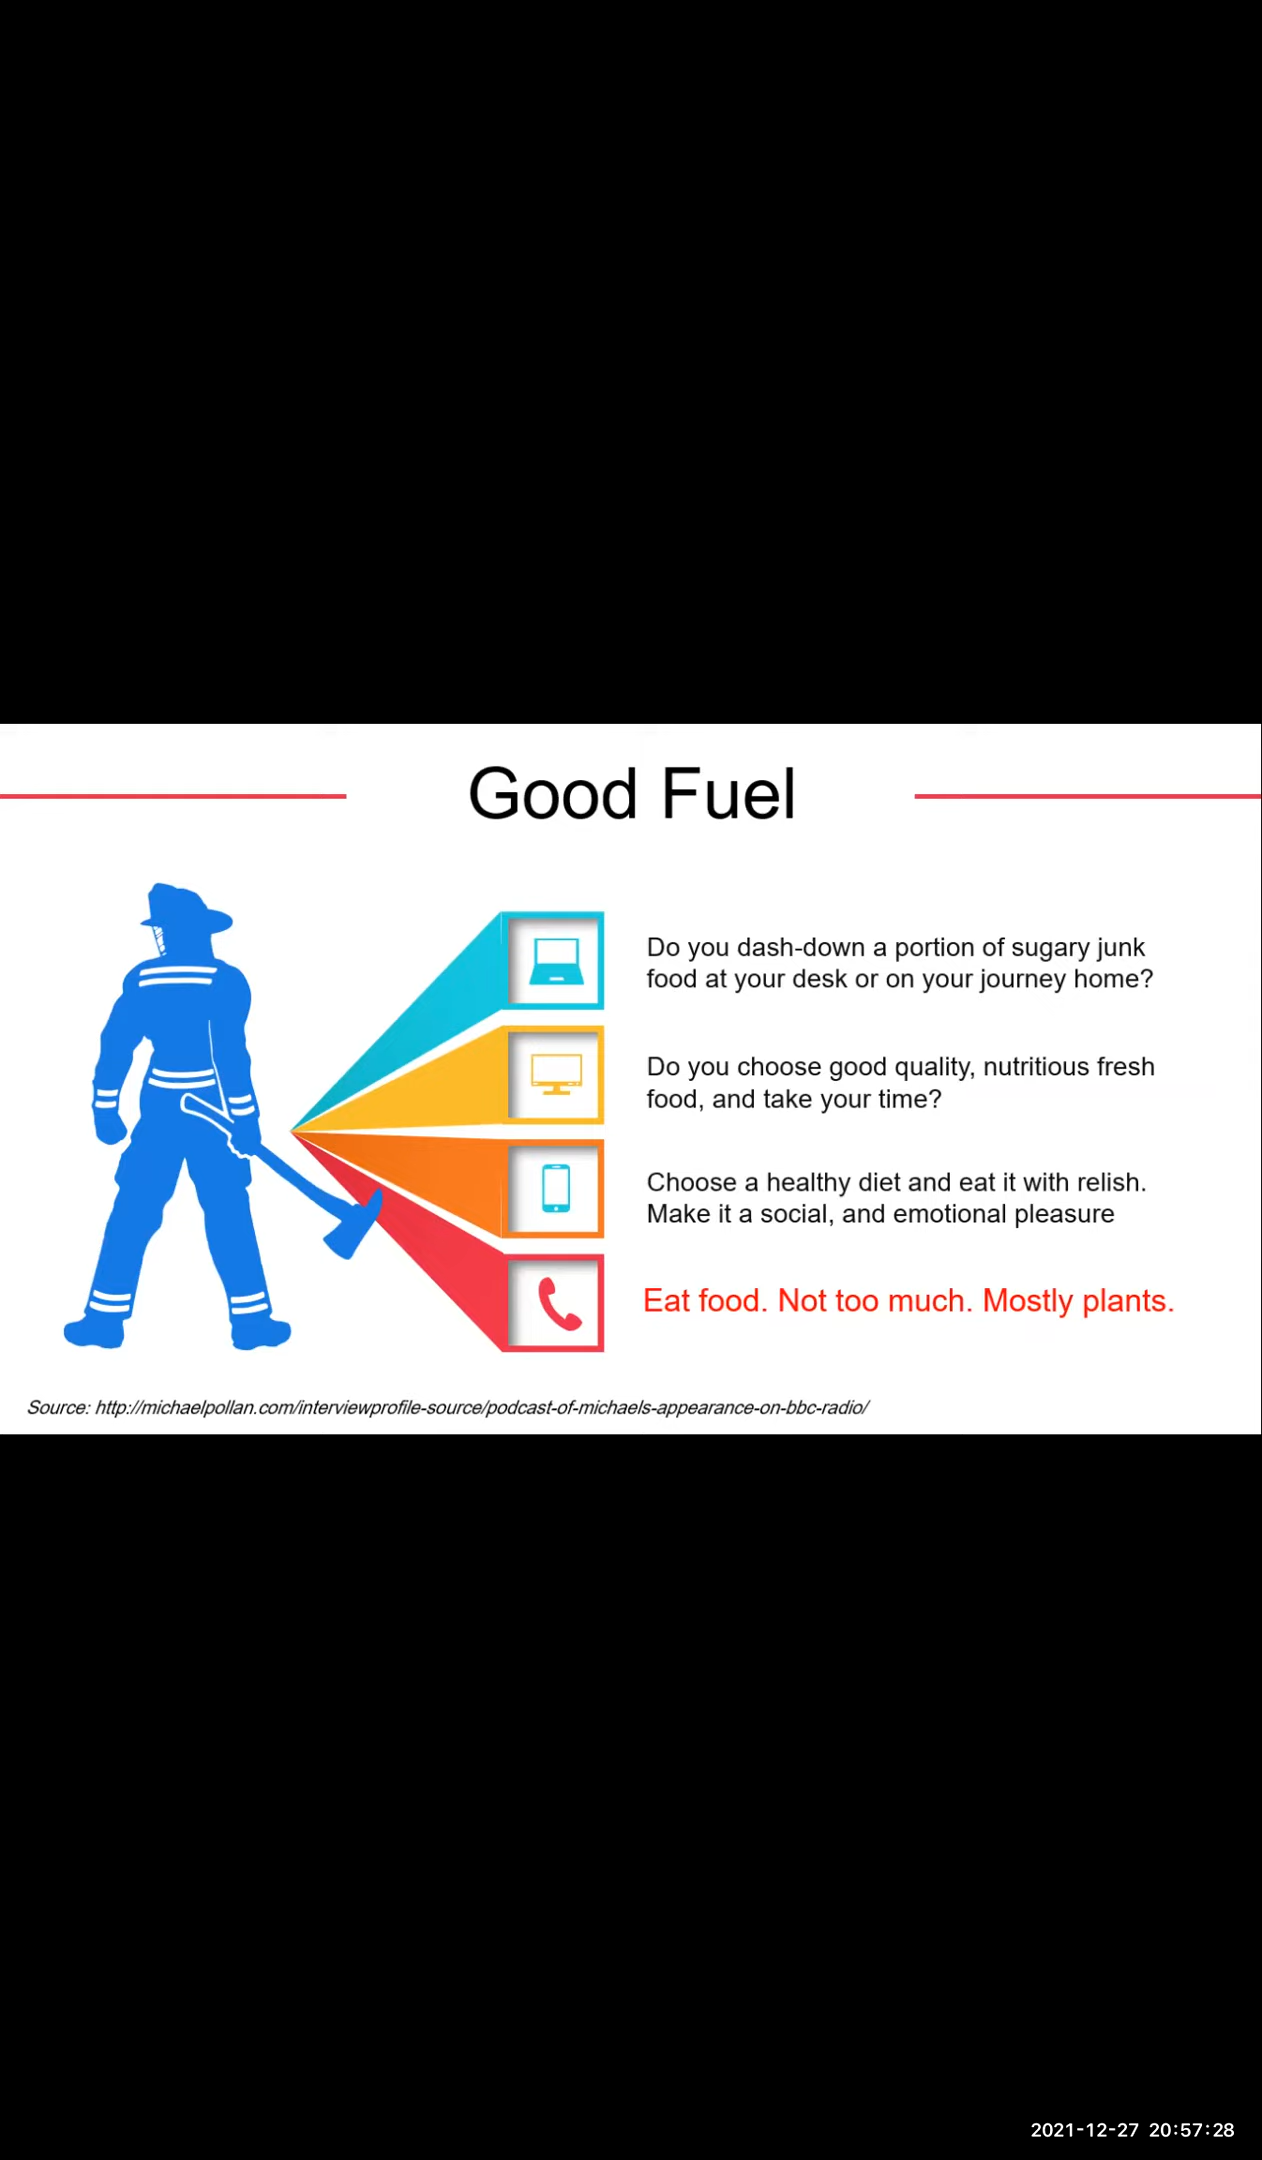 Good Fuel
Do you dash-down a portion of sugary junk
food at your desk or on your journey home?
Do you choose good quality, nutritious fresh
food, and take your time?
Choose a healthy diet and eat it with relish.
Make it a social, and emotional pleasure
Eat food. Not too much. Mostly plants.
Source: http://michaelpollan.com/interviewprofile-source/podcast-of-michaels-appearance-on-bbc-radio/
2021-12-27 20:57:28